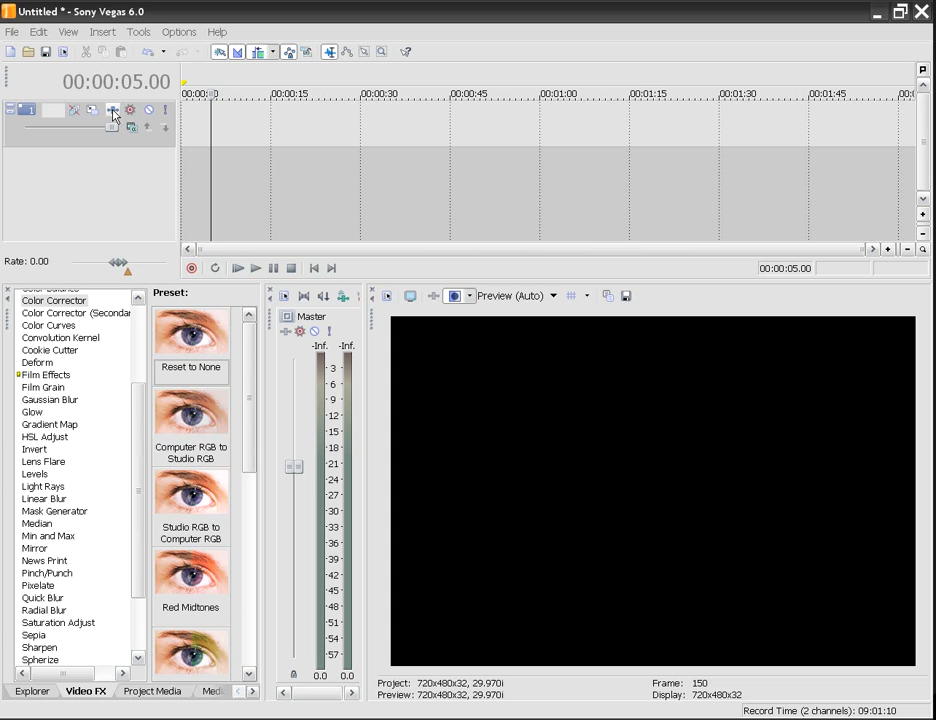 Untitled * - Sony Vegas 6.0
File Edit View Insert Tools Options Help
00:00:05.00
00:00:15 00:00:30 00:00:45 00:01:00 00:01:15 00:01:30 00:01:45
1
Rate: 0.00
00:00:05.00
Color Corrector
Color Corrector (Secondar
Color Curves
Convolution Kernel
Cookie Cutter
Deform
Film Effects
Film Grain
Gaussian Blur
Glow
Gradient Map
HSL Adjust
Invert
Lens Flare
Levels
Light Rays
Linear Blur
Mask Generator
Median
Min and Max
Mirror
News Print
Pinch/Punch
Pixelate
Quick Blur
Radial Blur
Saturation Adjust
Sepia
Sharpen
Spherize
Preset:
Reset to None
Computer RGB to
Studio RGB
Studio RGB to
Computer RGB
Red Midtones
Explorer Video FX Project Media Medi
Master
-Inf. -Inf.
3
6
9
12
15
18
21
24
27
30
33
36
39
42
45
48
51
54
57
0.0 0.0
Preview (Auto)
Project: 720x480x32, 29.970i
Preview: 720x480x32, 29.970i
Frame: 150
Display: 720x480x32
Record Time (2 channels): 09:01:10